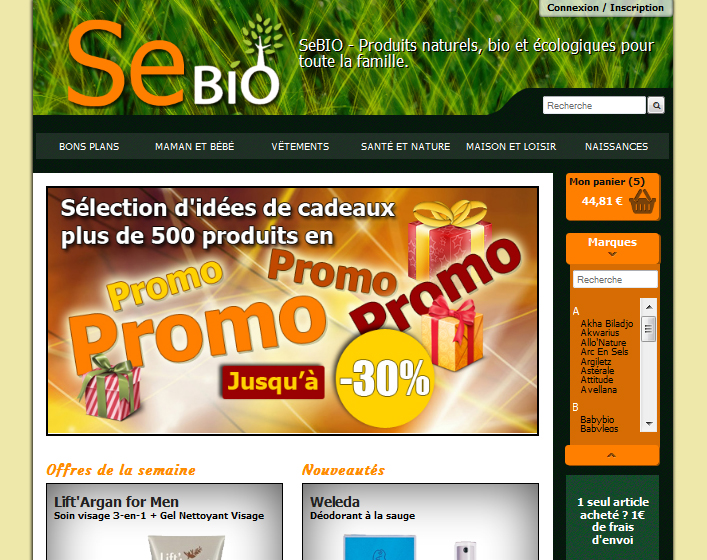 Connexion / Inscription
Se BIO
SeBIO - Produits naturels, bio et écologiques pour
toute la famille.
Recherche
BONS PLANS
MAMAN ET BÉBÉ
VÊTEMENTS
SANTÉ ET NATURE
MAISON ET LOISIR
NAISSANCES
Sélection d'idées de cadeaux
plus de 500 produits en
Promo
Promo
Promo
Promo
Jusqu'à
-30%
Mon panier (5)
44,81 €
Marques
Recherche
A
Akha Biladjo
Akwarius
Allo'Nature
Arc En Sels
Argiletz
Astérale
Attitude
Avellana
B
Babybio
Babylegs
Offres de la semaine
Lift'Argan for Men
Soin visage 3-en-1 + Gel Nettoyant Visage
Lift's
Nouveautés
Weleda
Déodorant à la sauge
1 seul article
acheté ? 1€
de frais
d'envoi